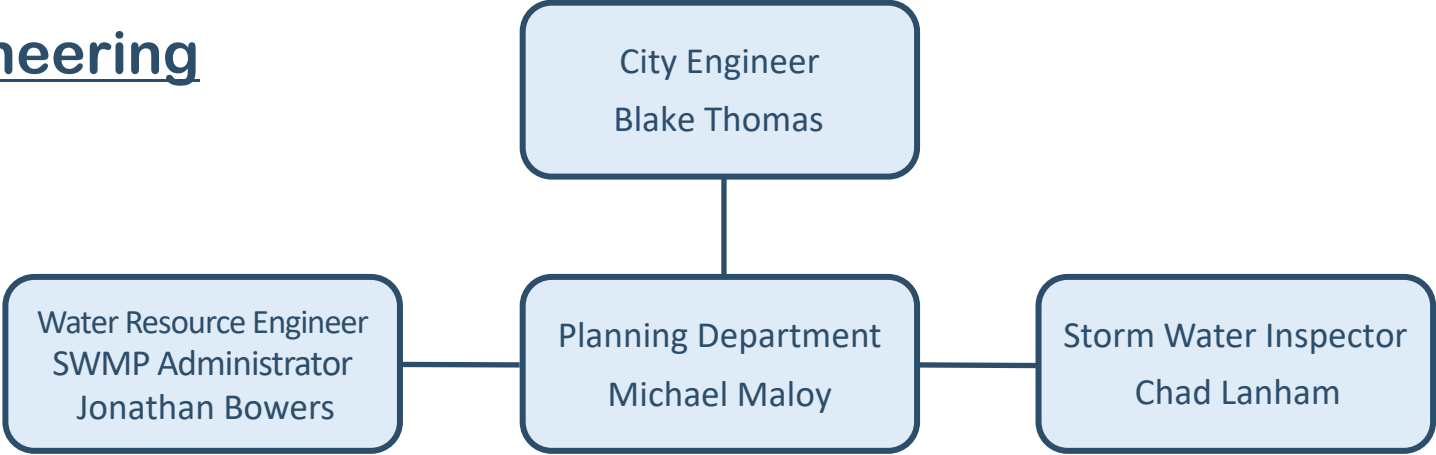 neering
City Engineer
Blake Thomas
Water Resource Engineer
SWMP Administrator
Jonathan Bowers
Planning Department
Michael Maloy
Storm Water Inspector
Chad Lanham